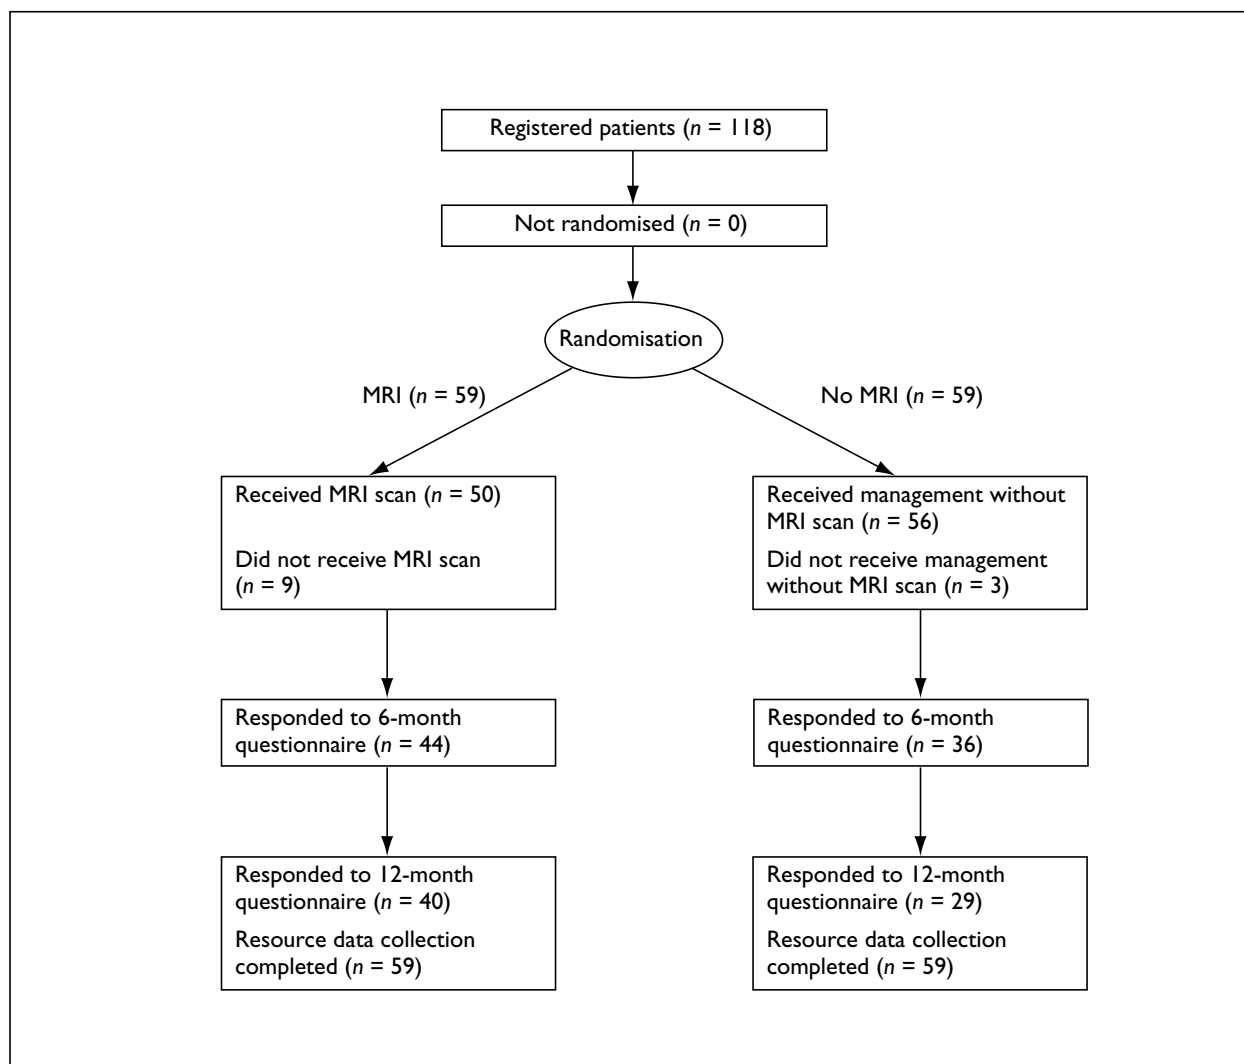 Registered patients (n = 118)
Not randomised (n = 0)
Randomisation
MRI (n = 59)
No MRI (n = 59)
Received MRI scan (n = 50)
Did not receive MRI scan
(n = 9)
Received management without
MRI scan (n = 56)
Did not receive management
without MRI scan (n = 3)
Responded to 6-month
questionnaire (n = 44)
Responded to 6-month
questionnaire (n = 36)
Responded to 12-month
questionnaire (n = 40)
Resource data collection
completed (n = 59)
Responded to 12-month
questionnaire (n = 29)
Resource data collection
completed (n = 59)